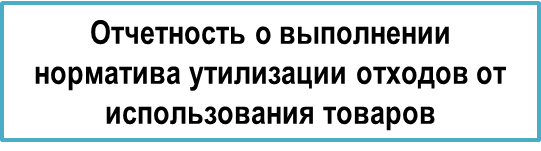 Отчетность о выполнении
норматива утилизации отходов от
использования товаров